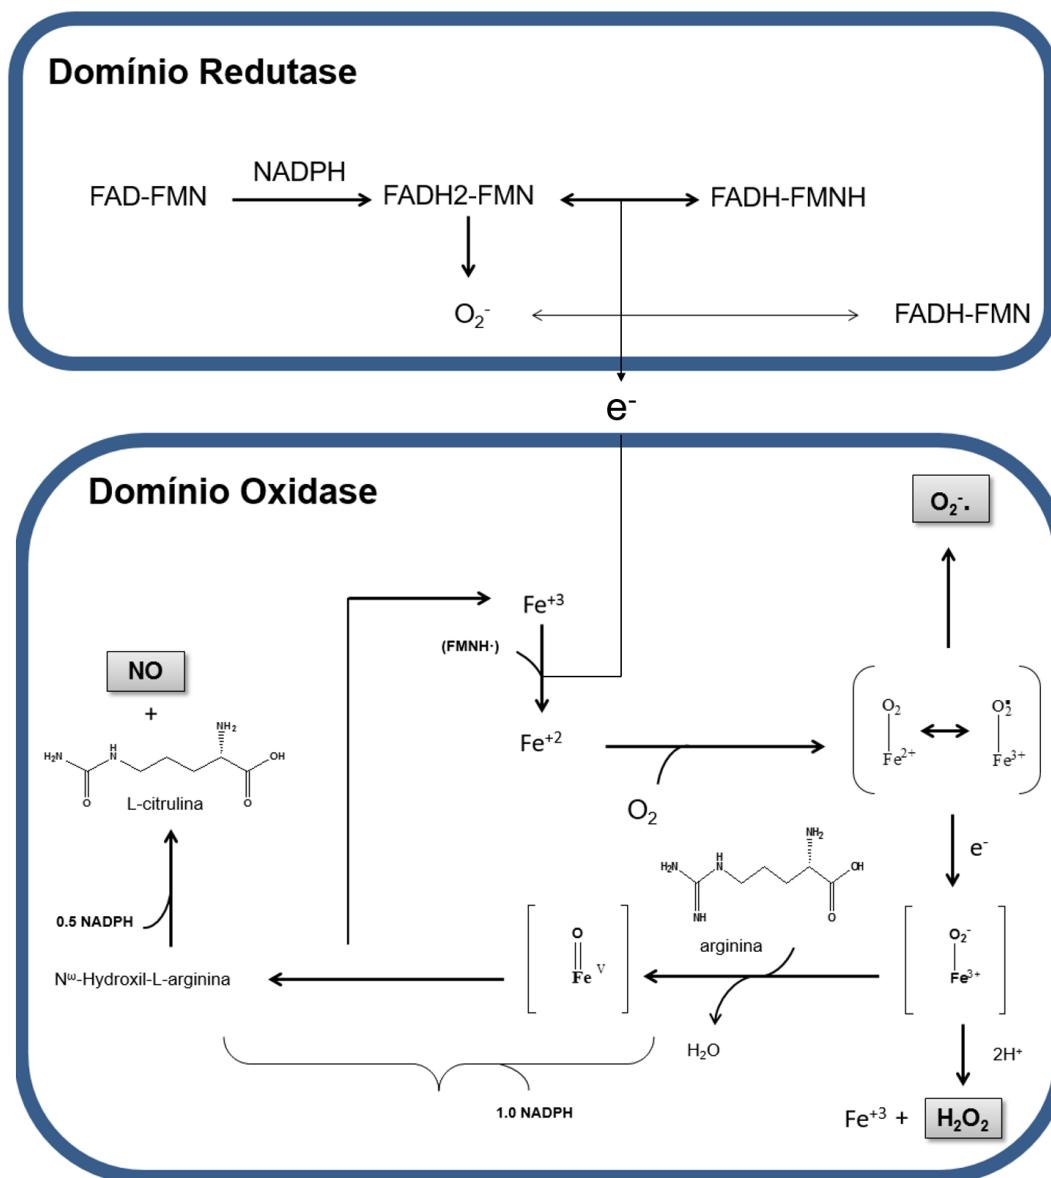 Domínio Redutase
NADPH
FAD-FMN
FADH2-FMN
FADH-FMNH
O₂⁻
FADH-FMN
e⁻
Domínio Oxidase
O₂⁻.
Fe⁺³
(FMNH·)
NO
+
NH₂
H₂N
H
N
OH
O
O
L-citrulina
Fe⁺²
O₂
O₂
Fe²⁺
O₂⁻
Fe³⁺
e⁻
NH₂
H₂N
H
N
OH
NH
O
arginina
0.5 NADPH
Nω-Hydroxil-L-arginina
O
Fe V
O₂⁻
Fe³⁺
H₂O
2H⁺
1.0 NADPH
Fe⁺³ + H₂O₂